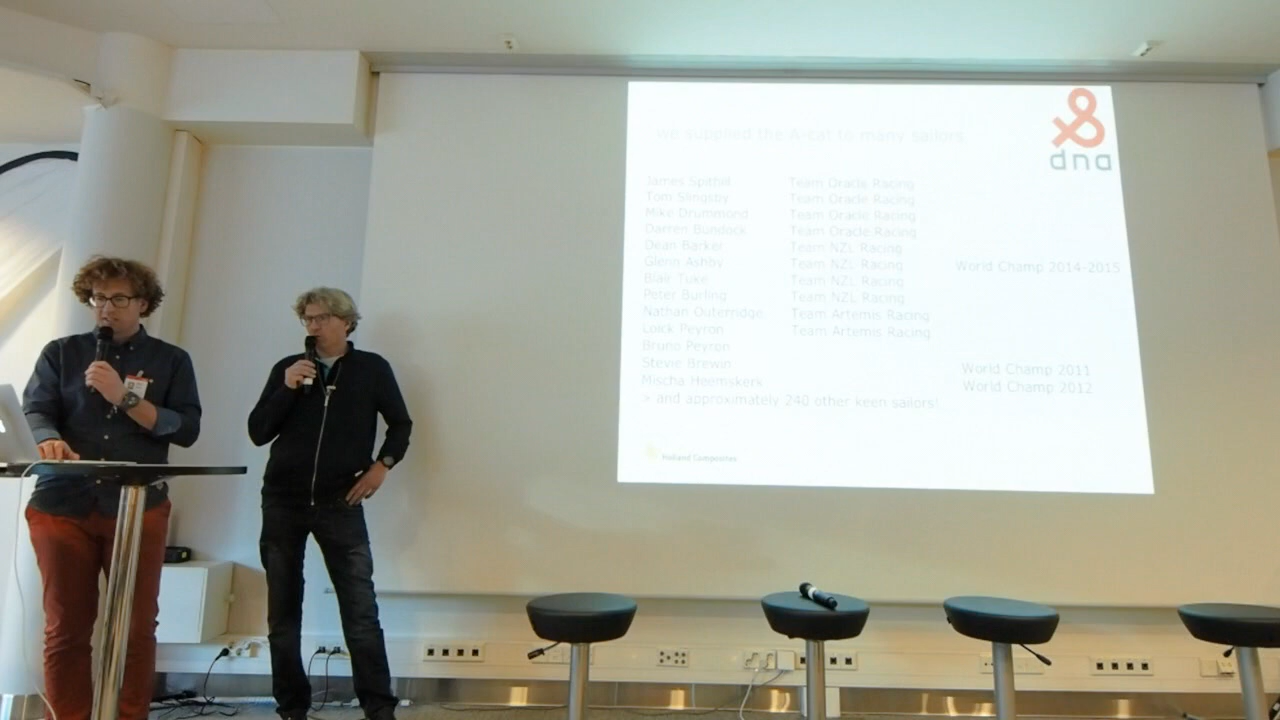 dna
We supplied the A-cat to many sailors
James Spithill Team Oracle Racing
Tom Slingsby Team Oracle Racing
Mike Drummond Team Oracle Racing
Darren Bundock Team Oracle Racing
Dean Barker Team NZL Racing
Glenn Ashby Team NZL Racing World Champ 2014-2015
Blair Tuke Team NZL Racing
Peter Burling Team NZL Racing
Nathan Outerridge Team Artemis Racing
Loick Peyron Team Artemis Racing
Bruno Peyron
Stevie Brewin World Champ 2011
Mischa Heemskerk World Champ 2012
> and approximately 240 other keen sailors!
Holland Composites